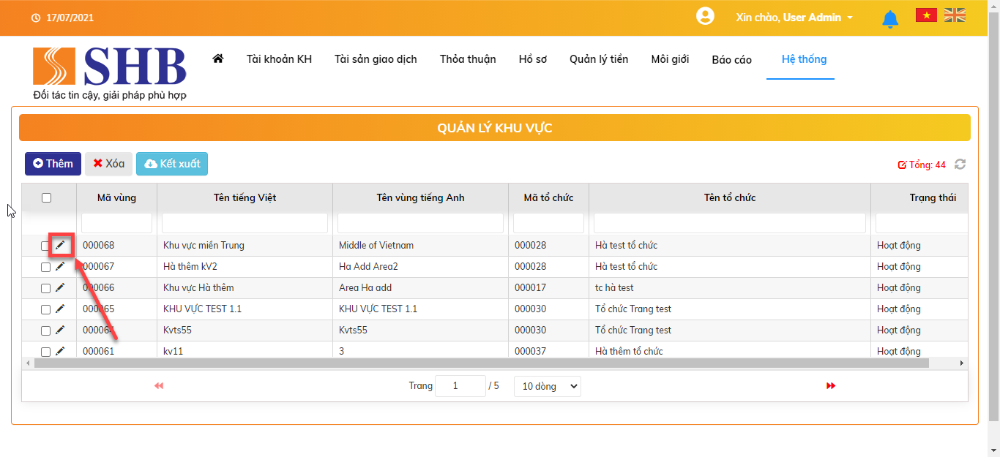 17/07/2021
Xin chào, User Admin
SHB
Đối tác tin cậy, giải pháp phù hợp
Tài khoản KH Tài sản giao dịch Thỏa thuận Hồ sơ Quản lý tiền Môi giới Báo cáo Hệ thống
QUẢN LÝ KHU VỰC
Thêm Xóa Kết xuất Tổng: 44
Mã vùng Tên tiếng Việt Tên vùng tiếng Anh Mã tổ chức Tên tổ chức Trạng thái
000068 Khu vực miền Trung Middle of Vietnam 000028 Hà test tổ chức Hoạt động
000067 Hà thêm kV2 Ha Add Area2 000028 Hà test tổ chức Hoạt động
000066 Khu vực Hà thêm Area Ha add 000017 tc hà test Hoạt động
000065 KHU VỰC TEST 1.1 KHU VỰC TEST 1.1 000030 Tổ chức Trang test Hoạt động
Kvts55 Kvts55 000030 Tổ chức Trang test Hoạt động
000061 kv11 3 000037 Hà thêm tổ chức Hoạt động
Trang 1 / 5 10 dòng